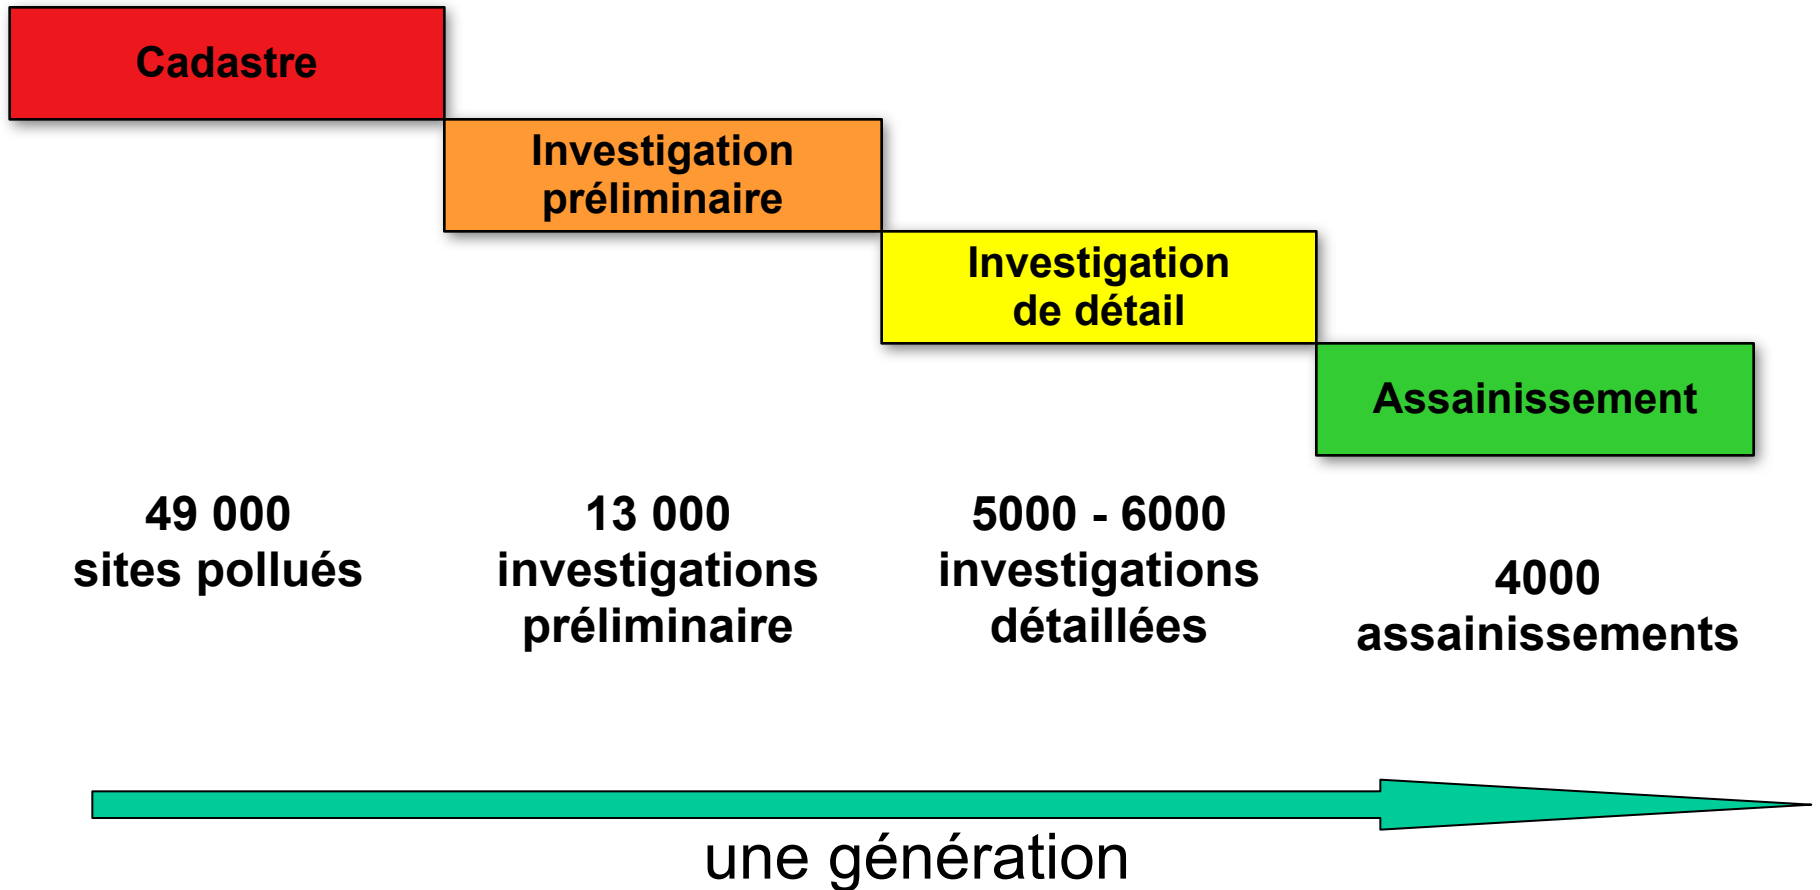 Cadastre
Investigation
préliminaire
Investigation
de détail
Assainissement
49 000
sites pollués
13 000
investigations
préliminaire
5000 - 6000
investigations
détaillées
4000
assainissements
une génération